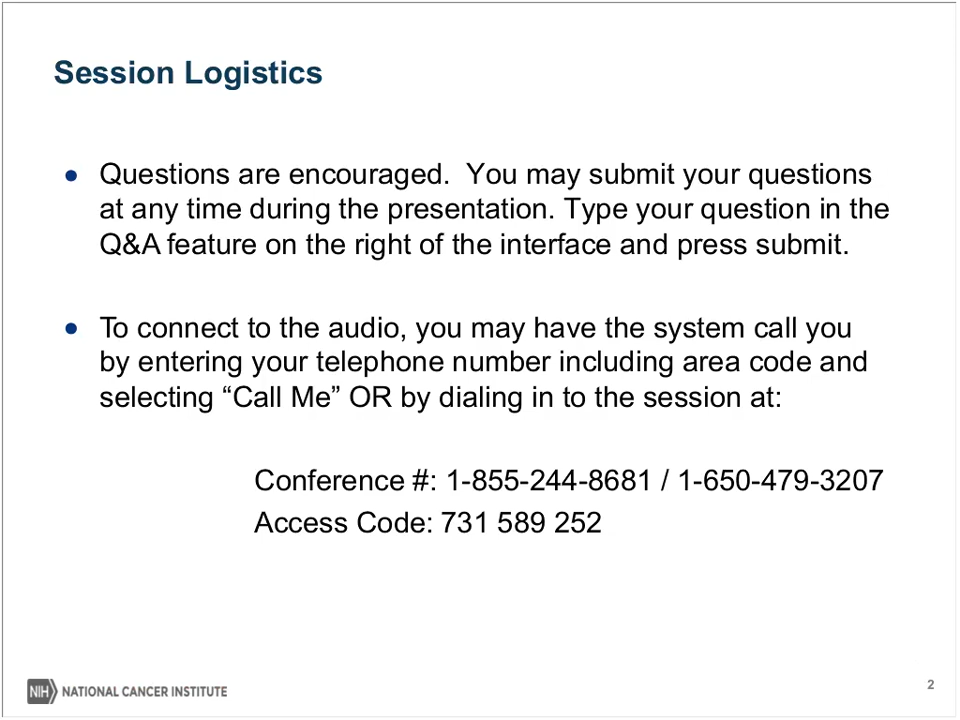 Session Logistics
Questions are encouraged.  You may submit your questions
at any time during the presentation. Type your question in the
Q&A feature on the right of the interface and press submit.
To connect to the audio, you may have the system call you
by entering your telephone number including area code and
selecting “Call Me” OR by dialing in to the session at:
Conference #: 1-855-244-8681 / 1-650-479-3207
Access Code: 731 589 252
NIH NATIONAL CANCER INSTITUTE
2